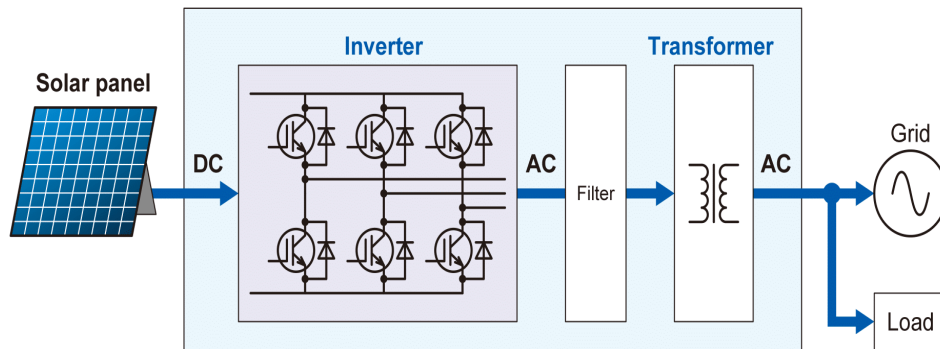 Inverter
Transformer
Solar panel
DC
AC
Filter
AC
Grid
Load